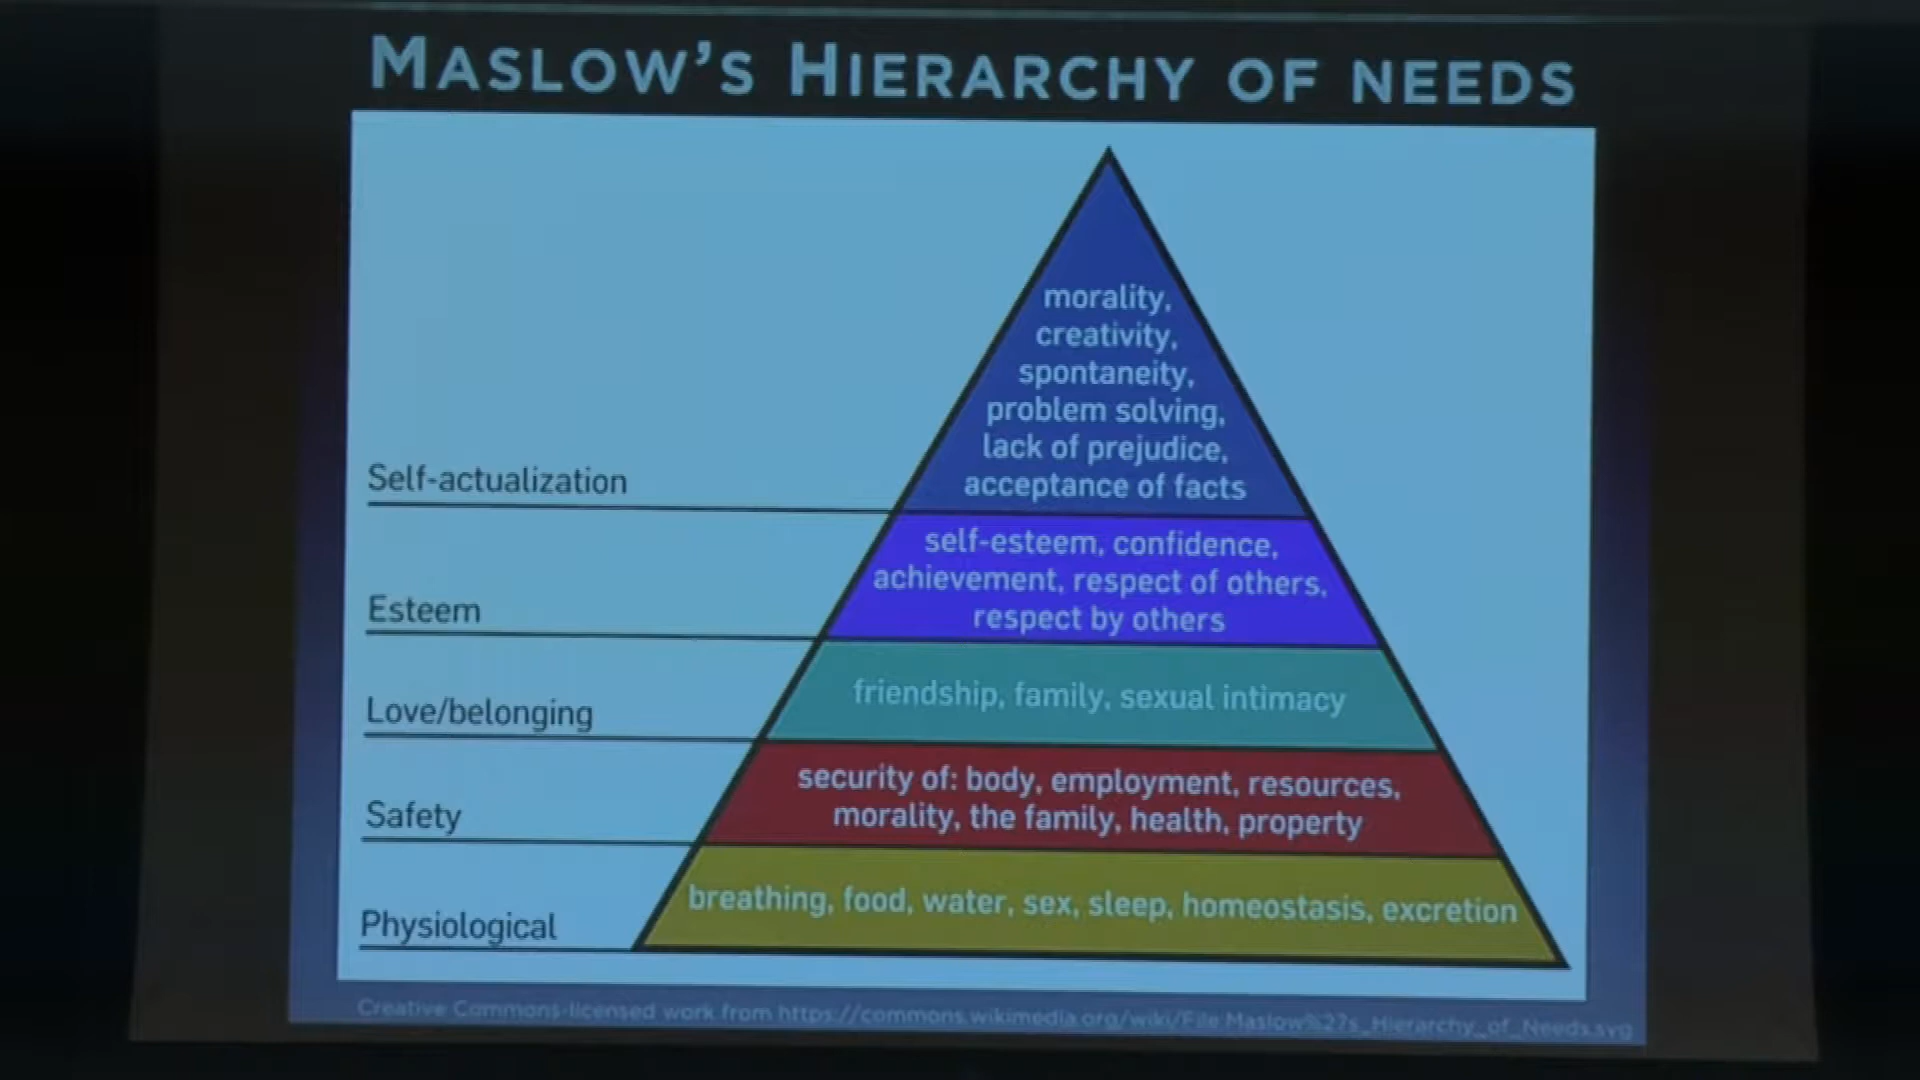 MASLOW'S HIERARCHY OF NEEDS
morality,
creativity,
spontaneity,
problem solving,
lack of prejudice,
acceptance of facts
Self-actualization
self-esteem, confidence,
achievement, respect of others,
respect by others
Esteem
friendship, family, sexual intimacy
Love/belonging
security of: body, employment, resources,
morality, the family, health, property
Safety
breathing, food, water, sex, sleep, homeostasis, excretion
Physiological
Creative Commons-licensed work from https://commons.wikimedia.org/wiki/File:Maslow%27s_Hierarchy_of_Needs.svg